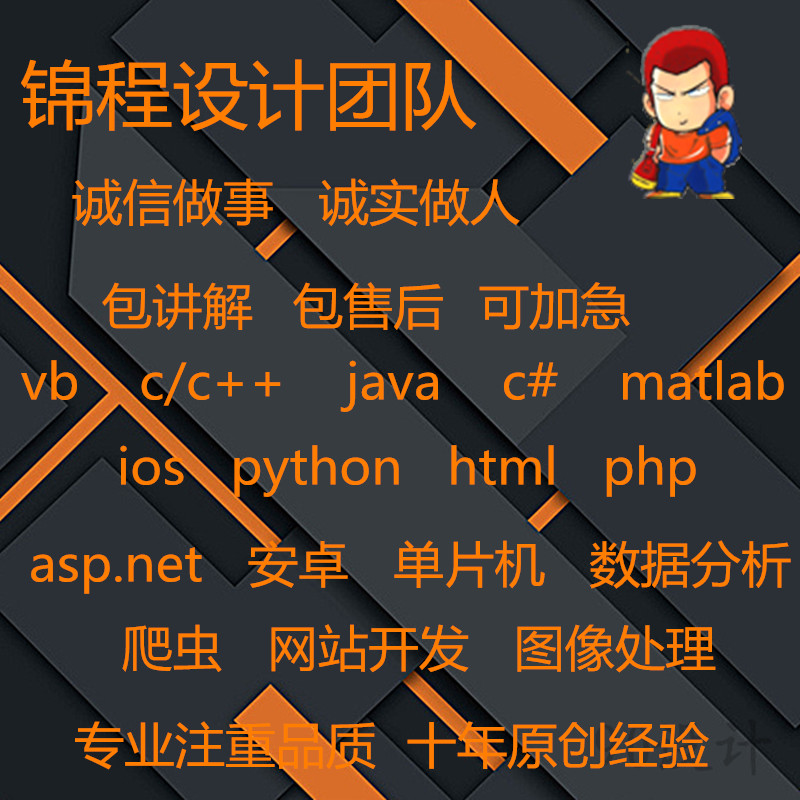 锦程设计团队
诚信做事 诚实做人
包讲解 包售后 可加急
vb c/c++ java c# matlab
ios python html php
asp.net 安卓 单片机 数据分析
爬虫 网站开发 图像处理
专业注重品质 十年原创经验
计